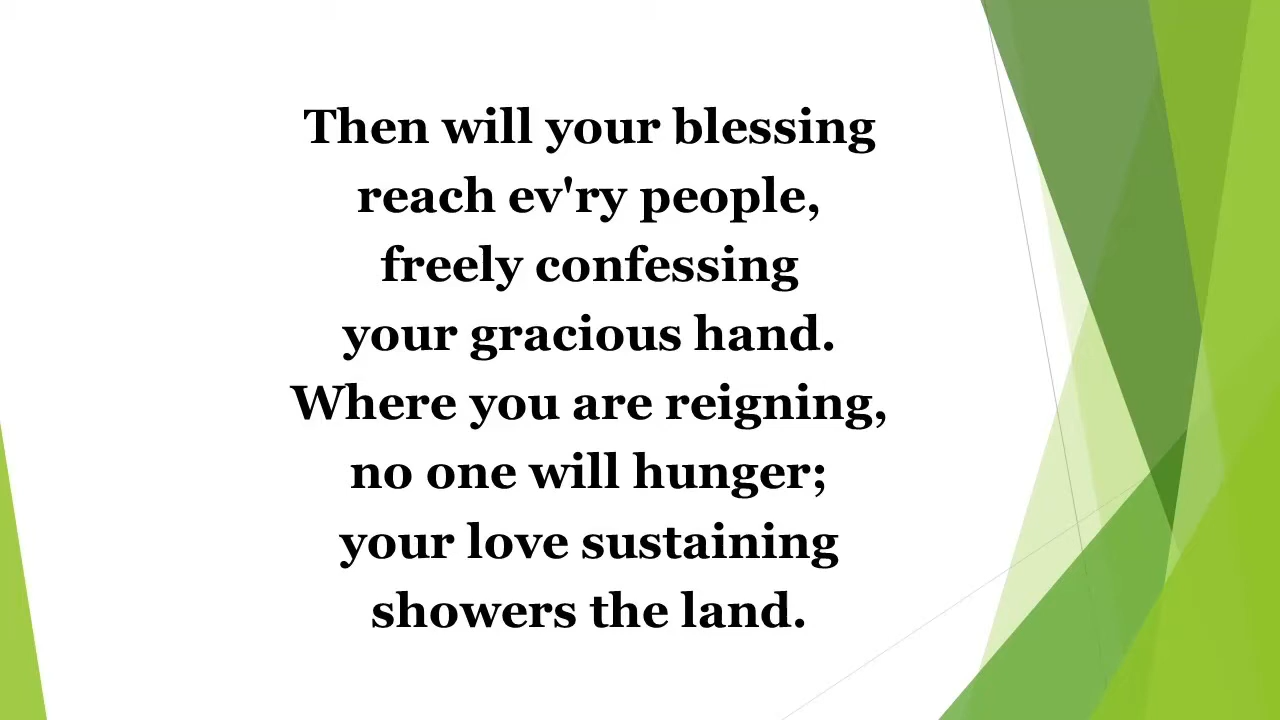 Then will your blessing
reach ev'ry people,
freely confessing
your gracious hand.
Where you are reigning,
no one will hunger;
your love sustaining
showers the land.